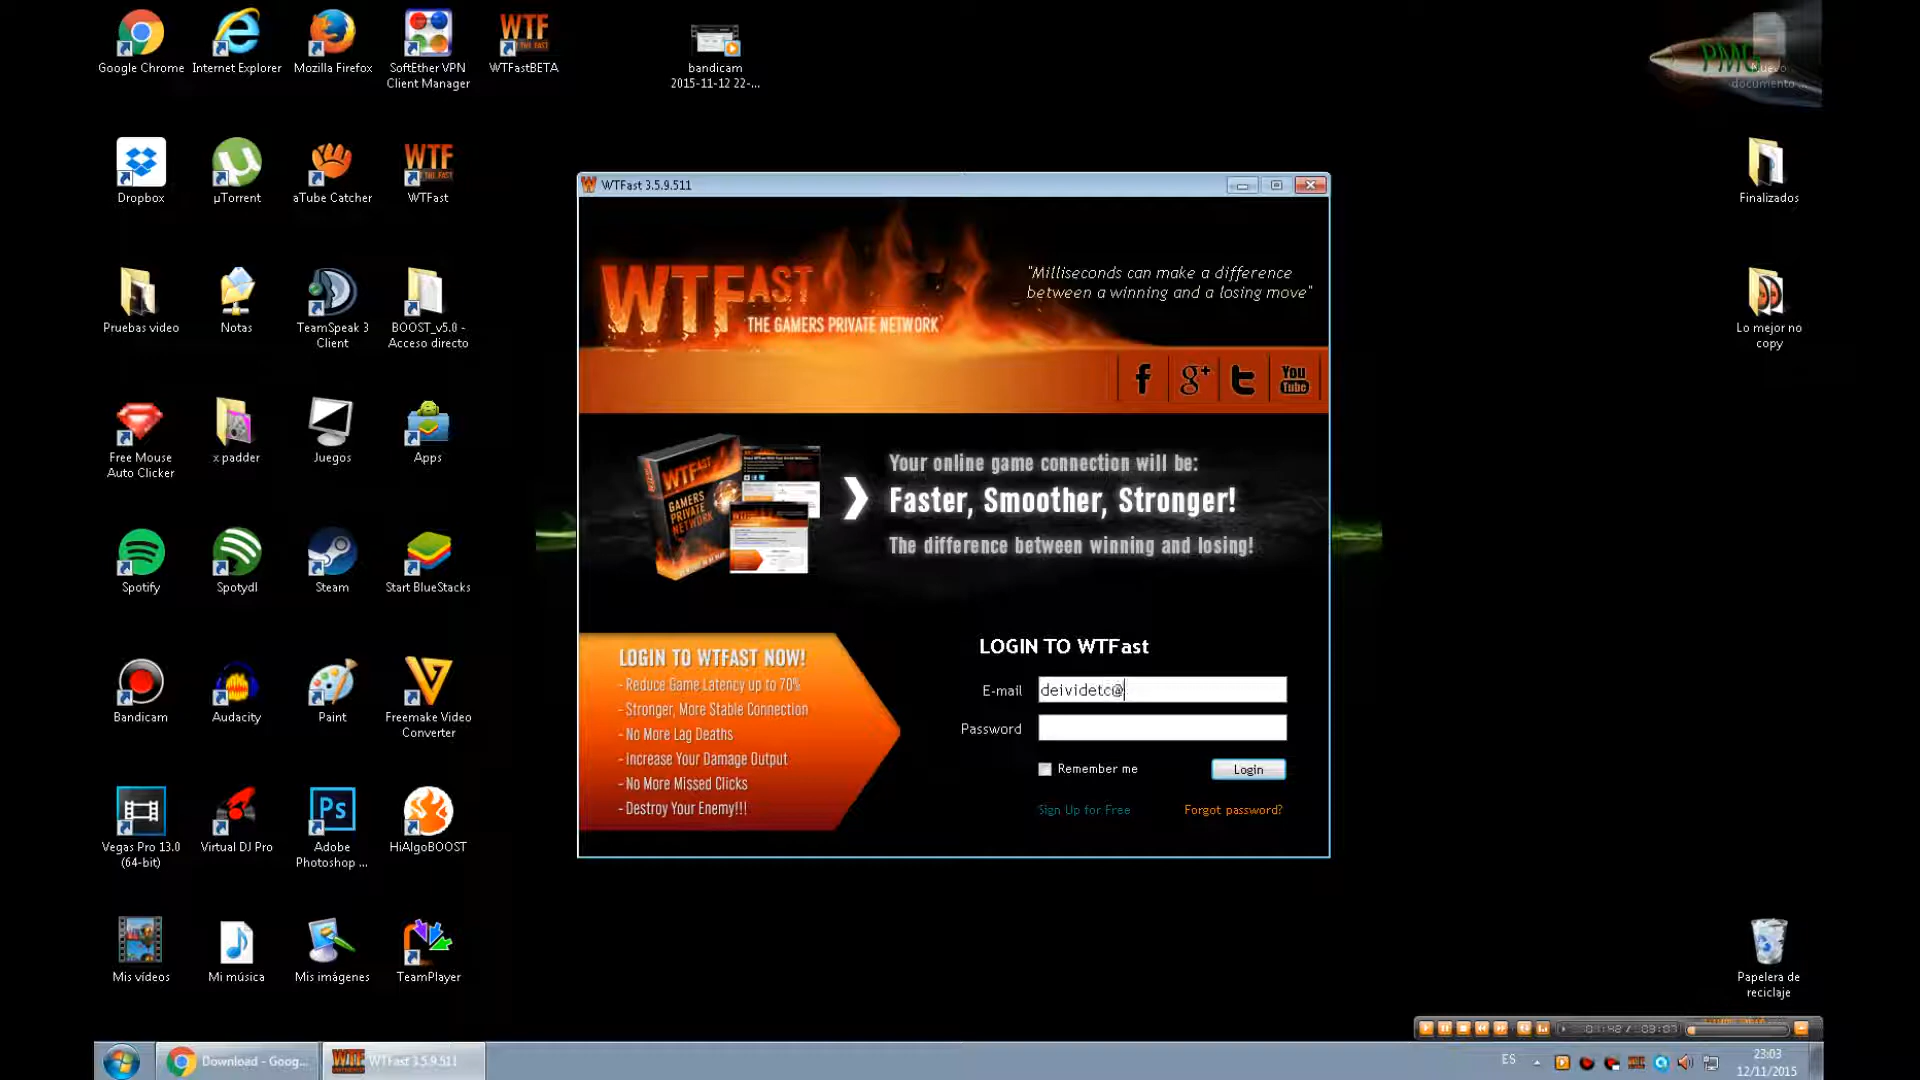 Google Chrome
Internet Explorer
Mozilla Firefox
SoftEther VPN
Client Manager
WTFastBETA
bandicam
2015-11-12 22-...
PMG
Nuevo
documento ...
Dropbox
µTorrent
aTube Catcher
WTFast
Finalizados
Pruebas video
Notas
TeamSpeak 3
Client
BOOST_v5.0 -
Acceso directo
Lo mejor no
copy
Free Mouse
Auto Clicker
x padder
Juegos
Apps
Spotify
Spotydl
Steam
Start BlueStacks
Bandicam
Audacity
Paint
Freemake Video
Converter
Vegas Pro 13.0
(64-bit)
Virtual DJ Pro
Adobe
Photoshop ...
HiAlgoBOOST
Mis vídeos
Mi música
Mis imágenes
TeamPlayer
Papelera de
reciclaje
WTFast 3.5.9.511
WTFAST
THE GAMERS PRIVATE NETWORK
"Milliseconds can make a difference
between a winning and a losing move"
f g+ t You Tube
WTFAST
GAMERS
PRIVATE
NETWORK
Your online game connection will be:
Faster, Smoother, Stronger!
The difference between winning and losing!
LOGIN TO WTFAST NOW!
- Reduce Game Latency up to 70%
- Stronger, More Stable Connection
- No More Lag Deaths
- Increase Your Damage Output
- No More Missed Clicks
- Destroy Your Enemy!!!
LOGIN TO WTFast
E-mail deividetc@
Password
Remember me
Login
Sign Up for Free
Forgot password?
Download - Goog...
WTFast 3.5.9.511
ES
23:03
12/11/2015